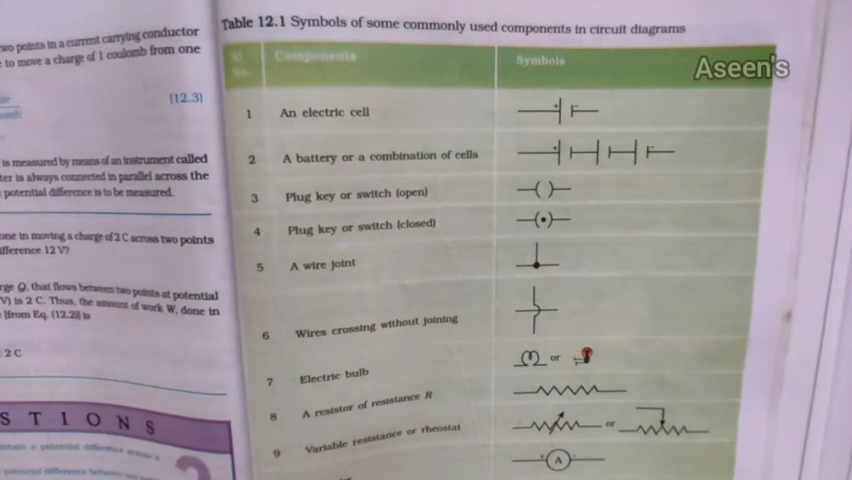 wo points in a current carrying conductor
to move a charge of 1 coulomb from one
(12.3)
is measured by means of an instrument called
ter is always connected in parallel across the
potential difference is to be measured.
one in moving a charge of 2 C across two points
ifference 12 V?
rge Q, that flows between two points at potential
V) is 2 C. Thus, the amount of work W, done in
[from Eq. (12.2)] is
2 C
S T I O N S
Table 12.1 Symbols of some commonly used components in circuit diagrams
Sl. No. Components Symbols
Aseen's
1 An electric cell
2 A battery or a combination of cells
3 Plug key or switch (open)
4 Plug key or switch (closed)
5 A wire joint
6 Wires crossing without joining
7 Electric bulb or
8 A resistor of resistance R
9 Variable resistance or rheostat or
A